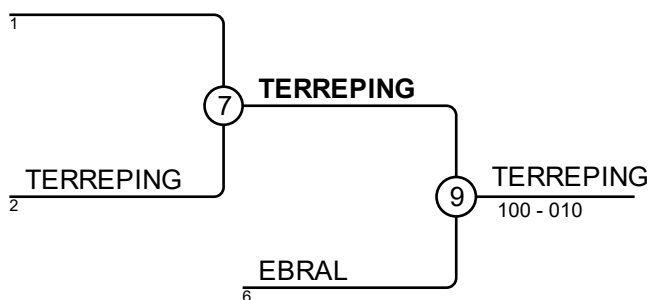 1
7
TERREPING
TERREPING
2
9
TERREPING
100 - 010
EBRAL
6